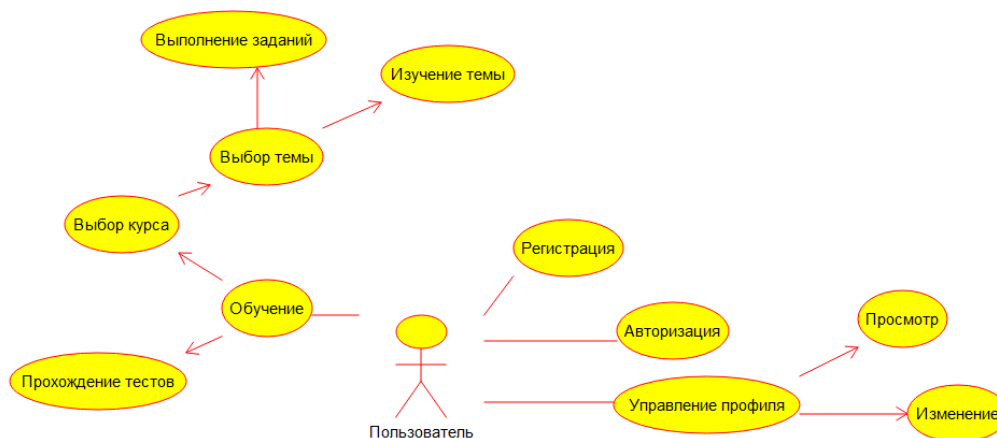 Выполнение заданий
Изучение темы
Выбор темы
Выбор курса
Регистрация
Обучение
Просмотр
Авторизация
Прохождение тестов
Управление профиля
Изменение
Пользователь